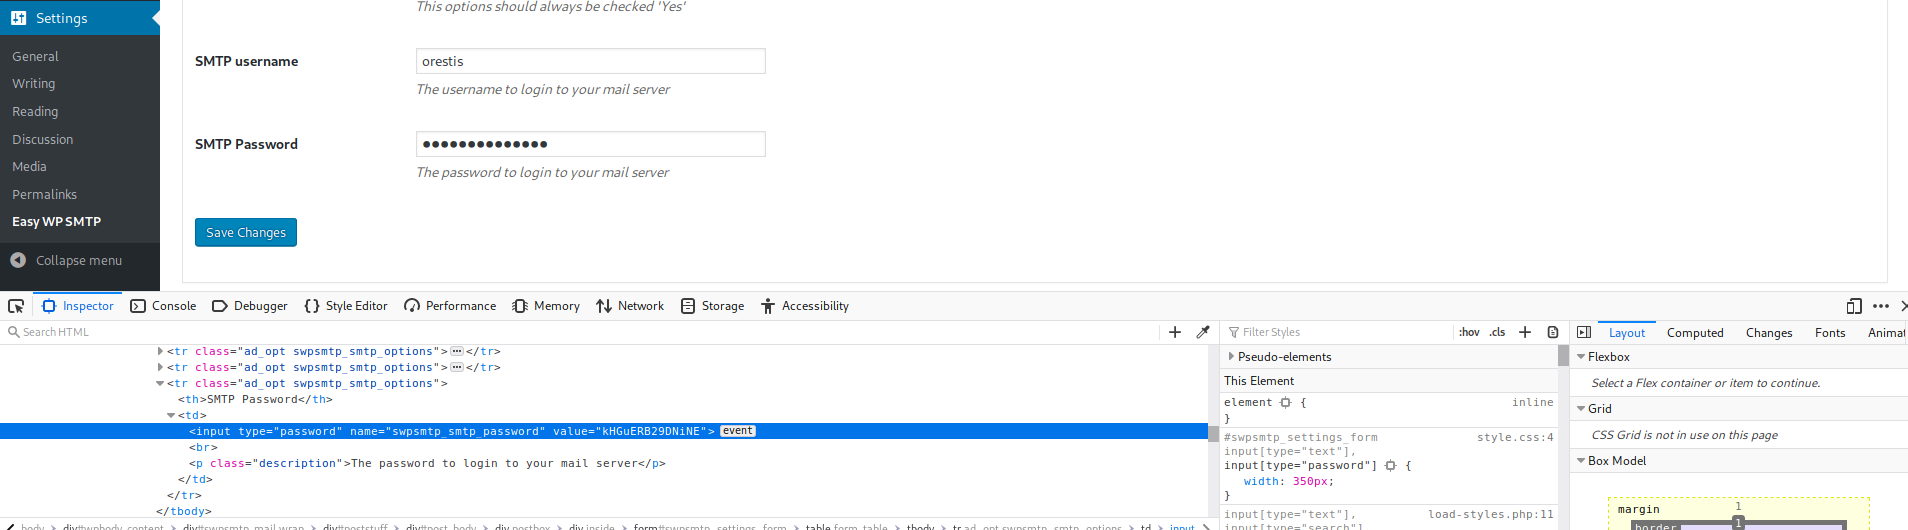 This options should always be checked 'Yes'
Settings
General
Writing
Reading
Discussion
Media
Permalinks
Easy WP SMTP
Collapse menu
SMTP username
orestis
The username to login to your mail server
SMTP Password
●●●●●●●●●●●●●●
The password to login to your mail server
Save Changes
Inspector Console Debugger {} Style Editor Performance Memory Network Storage Accessibility
Search HTML
<tr class="ad_opt swpsmtp_smtp_options"></tr>
<tr class="ad_opt swpsmtp_smtp_options"></tr>
<tr class="ad_opt swpsmtp_smtp_options">
<th>SMTP Password</th>
<td>
<input type="password" name="swpsmtp_smtp_password" value="kHGuERB29DNiNE"> event
<br>
<p class="description">The password to login to your mail server</p>
</td>
</tr>
</tbody>
body > div#wpbody_content > div#swpsmtp_mail.wrap > div#poststuff > div#post_body > div.postbox > div.inside > form#swpsmtp_settings_form > table.form_table > tbody > tr.ad_opt.swpsmtp_smtp_options > td > input
Filter Styles :hov .cls +
Pseudo-elements
This Element
element { inline
}
#swpsmtp_settings_form style.css:4
input[type="text"],
input[type="password"] {
width: 350px;
}
input[type="text"], load-styles.php:11
input[type="search"]
Layout Computed Changes Fonts Animat
Flexbox
Select a Flex container or item to continue.
Grid
CSS Grid is not in use on this page
Box Model
margin 1
border 1